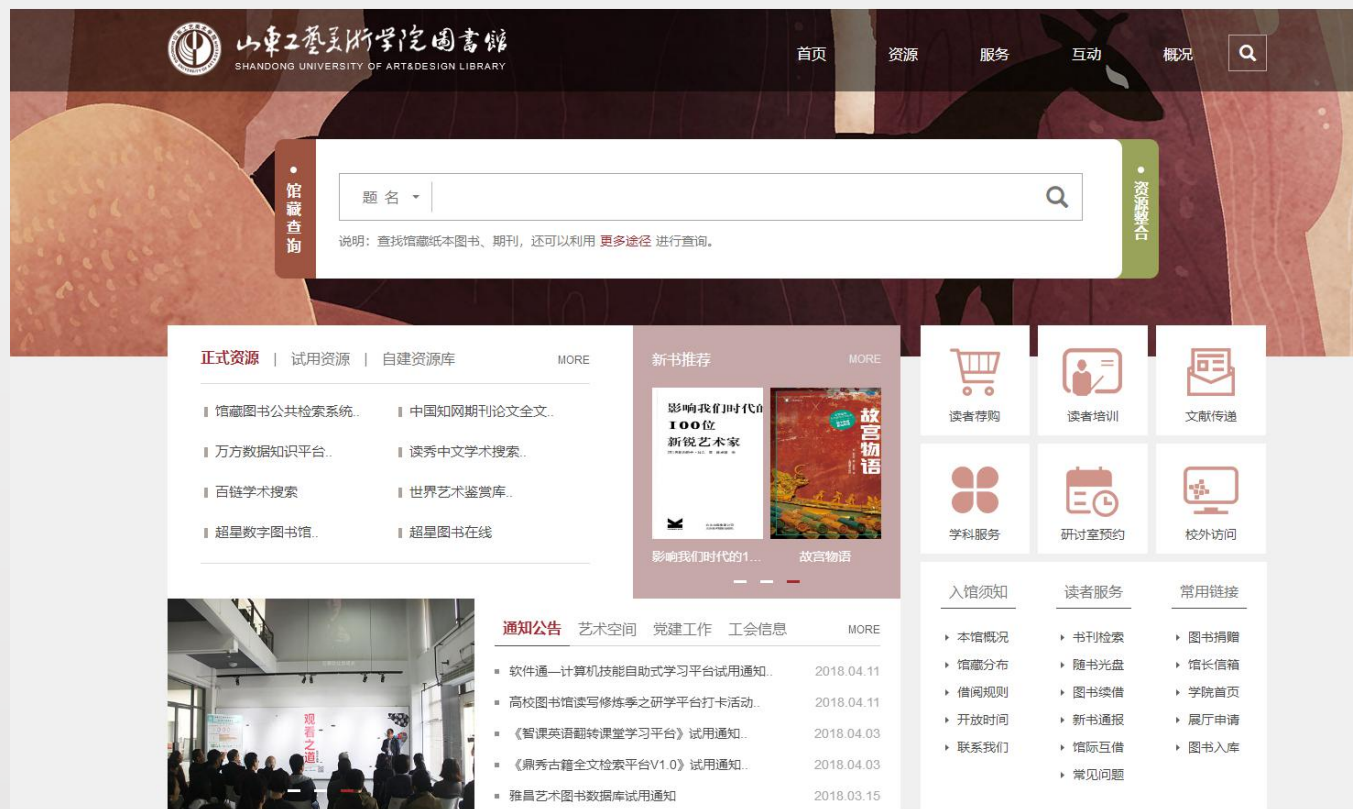 山東工艺美術学院圖書館
SHANDONG UNIVERSITY OF ART&DESIGN LIBRARY
首页 资源 服务 互动 概况
馆藏查询
题 名
说明：查找馆藏纸本图书、期刊，还可以利用 更多途径 进行查询。
资源整合
正式资源 | 试用资源 | 自建资源库 MORE
馆藏图书公共检索系统.. 中国知网期刊论文全文..
万方数据知识平台.. 读秀中文学术搜索..
百链学术搜索 世界艺术鉴赏库..
超星数字图书馆.. 超星图书在线
新书推荐 MORE
影响我们时代的
100位
新锐艺术家
故宫物语
影响我们时代的1... 故宫物语
读者荐购 读者培训 文献传递
学科服务 研讨室预约 校外访问
观看之道
通知公告 艺术空间 党建工作 工会信息 MORE
软件通—计算机技能自助式学习平台试用通知.. 2018.04.11
高校图书馆读写修炼季之研学平台打卡活动.. 2018.04.11
《智课英语翻转课堂学习平台》试用通知.. 2018.04.03
《鼎秀古籍全文检索平台V1.0》试用通知.. 2018.04.03
雅昌艺术图书数据库试用通知 2018.03.15
入馆须知 读者服务 常用链接
本馆概况 书刊检索 图书捐赠
馆藏分布 随书光盘 馆长信箱
借阅规则 图书续借 学院首页
开放时间 新书通报 展厅申请
联系我们 馆际互借 图书入库
常见问题